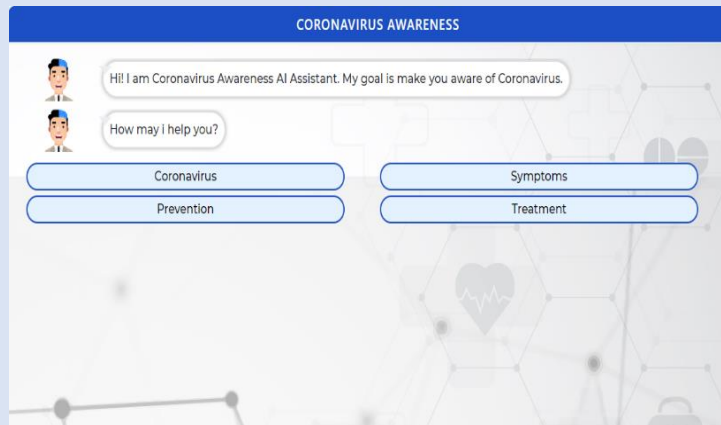 CORONAVIRUS AWARENESS
Hi! I am Coronavirus Awareness AI Assistant. My goal is make you aware of Coronavirus.
How may i help you?
Coronavirus
Symptoms
Prevention
Treatment